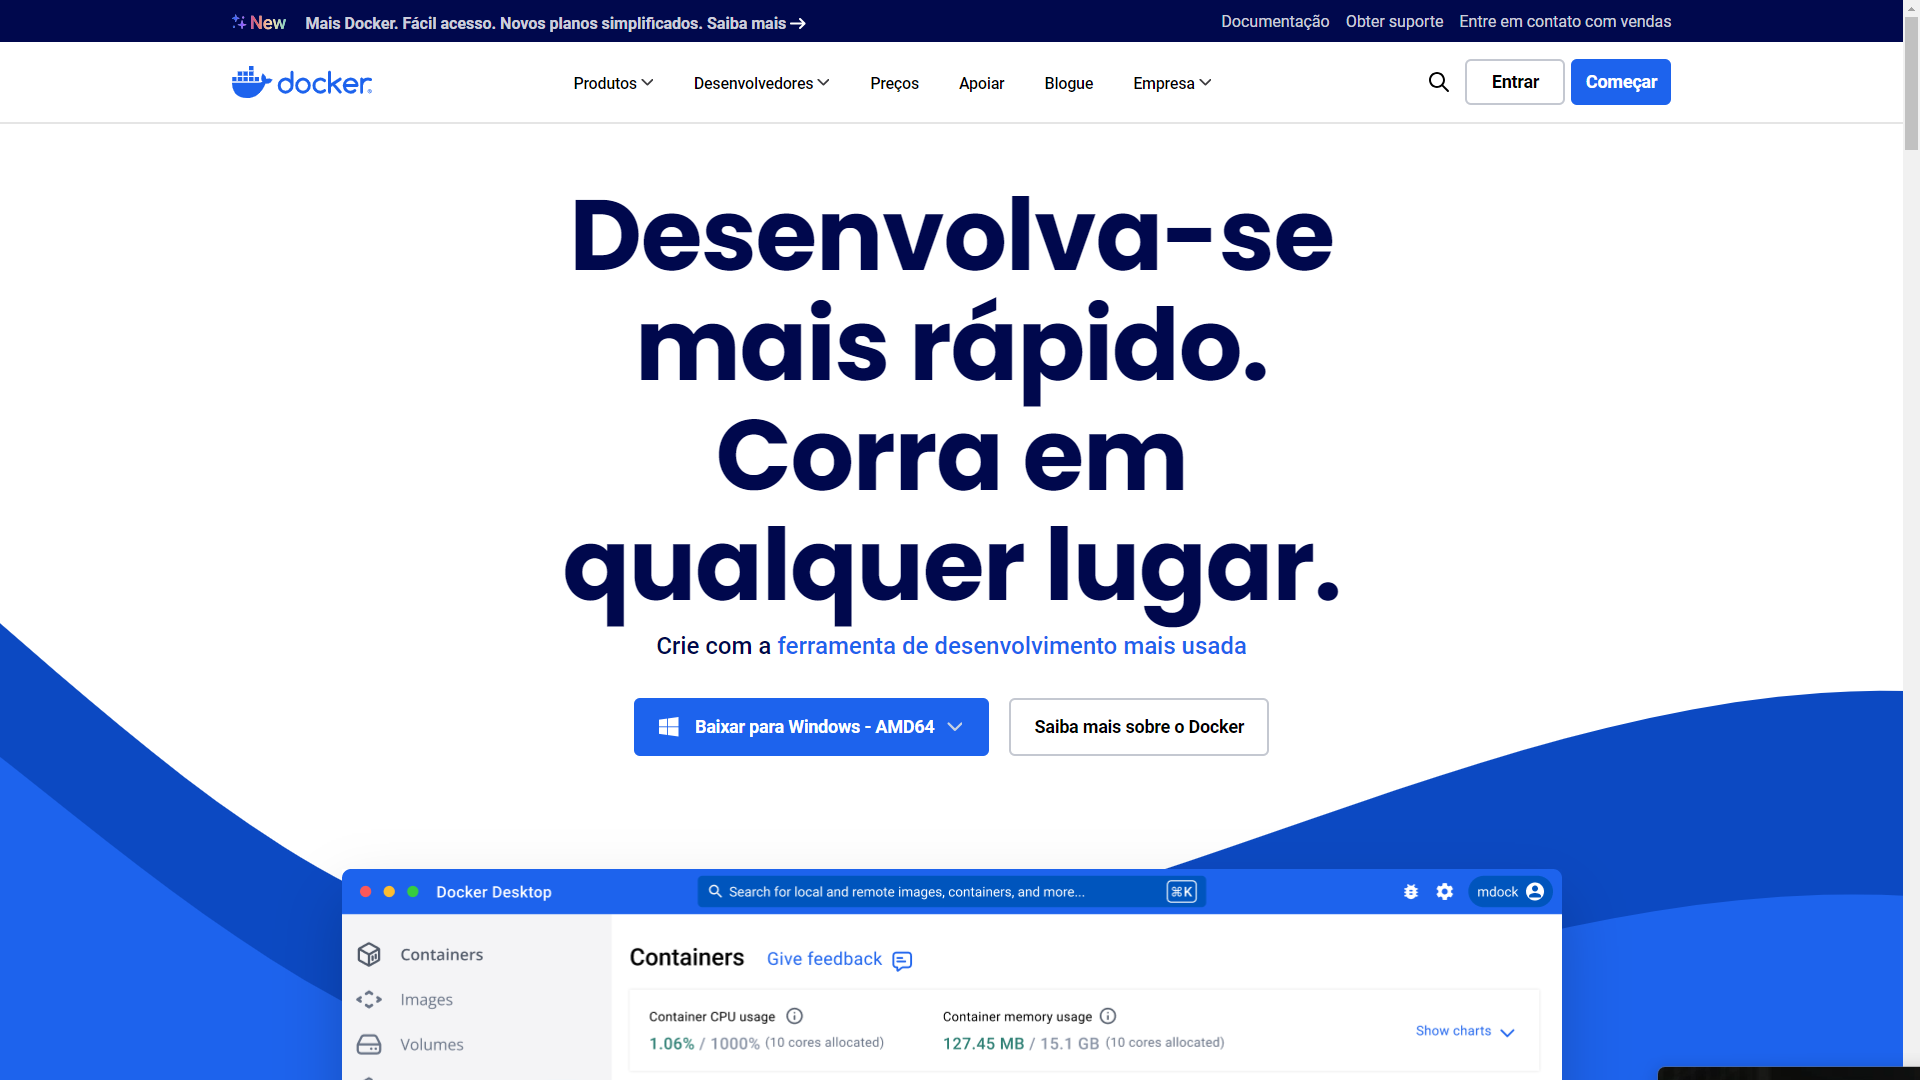 New Mais Docker. Fácil acesso. Novos planos simplificados. Saiba mais →
Documentação Obter suporte Entre em contato com vendas
docker
Produtos Desenvolvedores Preços Apoiar Blogue Empresa
Entrar Começar
Desenvolva-se
mais rápido.
Corra em
qualquer lugar.
Crie com a ferramenta de desenvolvimento mais usada
Baixar para Windows - AMD64
Saiba mais sobre o Docker
Docker Desktop
Search for local and remote images, containers, and more...
⌘K
mdock
Containers
Images
Volumes
Containers Give feedback
Container CPU usage
1.06% / 1000% (10 cores allocated)
Container memory usage
127.45 MB / 15.1 GB (10 cores allocated)
Show charts